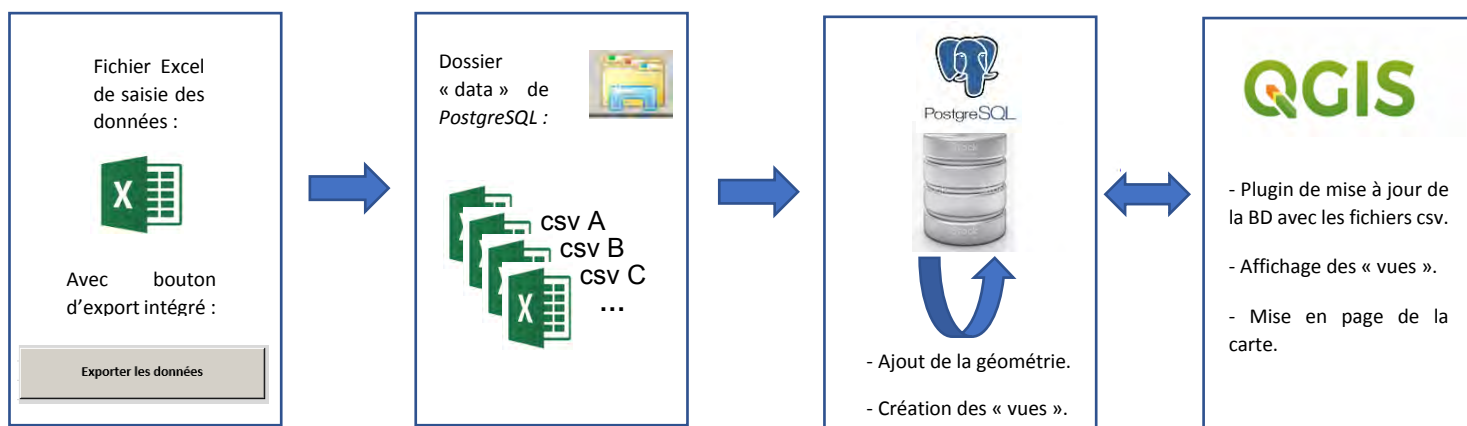 Fichier Excel
de saisie des
données :
X
Avec bouton
d'export intégré :
Exporter les données
Dossier
« data » de
PostgreSQL :
csv A
csv B
csv C
X
...
PostgreSQL
iStock
- Ajout de la géométrie.
- Création des « vues ».
QGIS
- Plugin de mise à jour de
la BD avec les fichiers csv.
- Affichage des « vues ».
- Mise en page de la
carte.